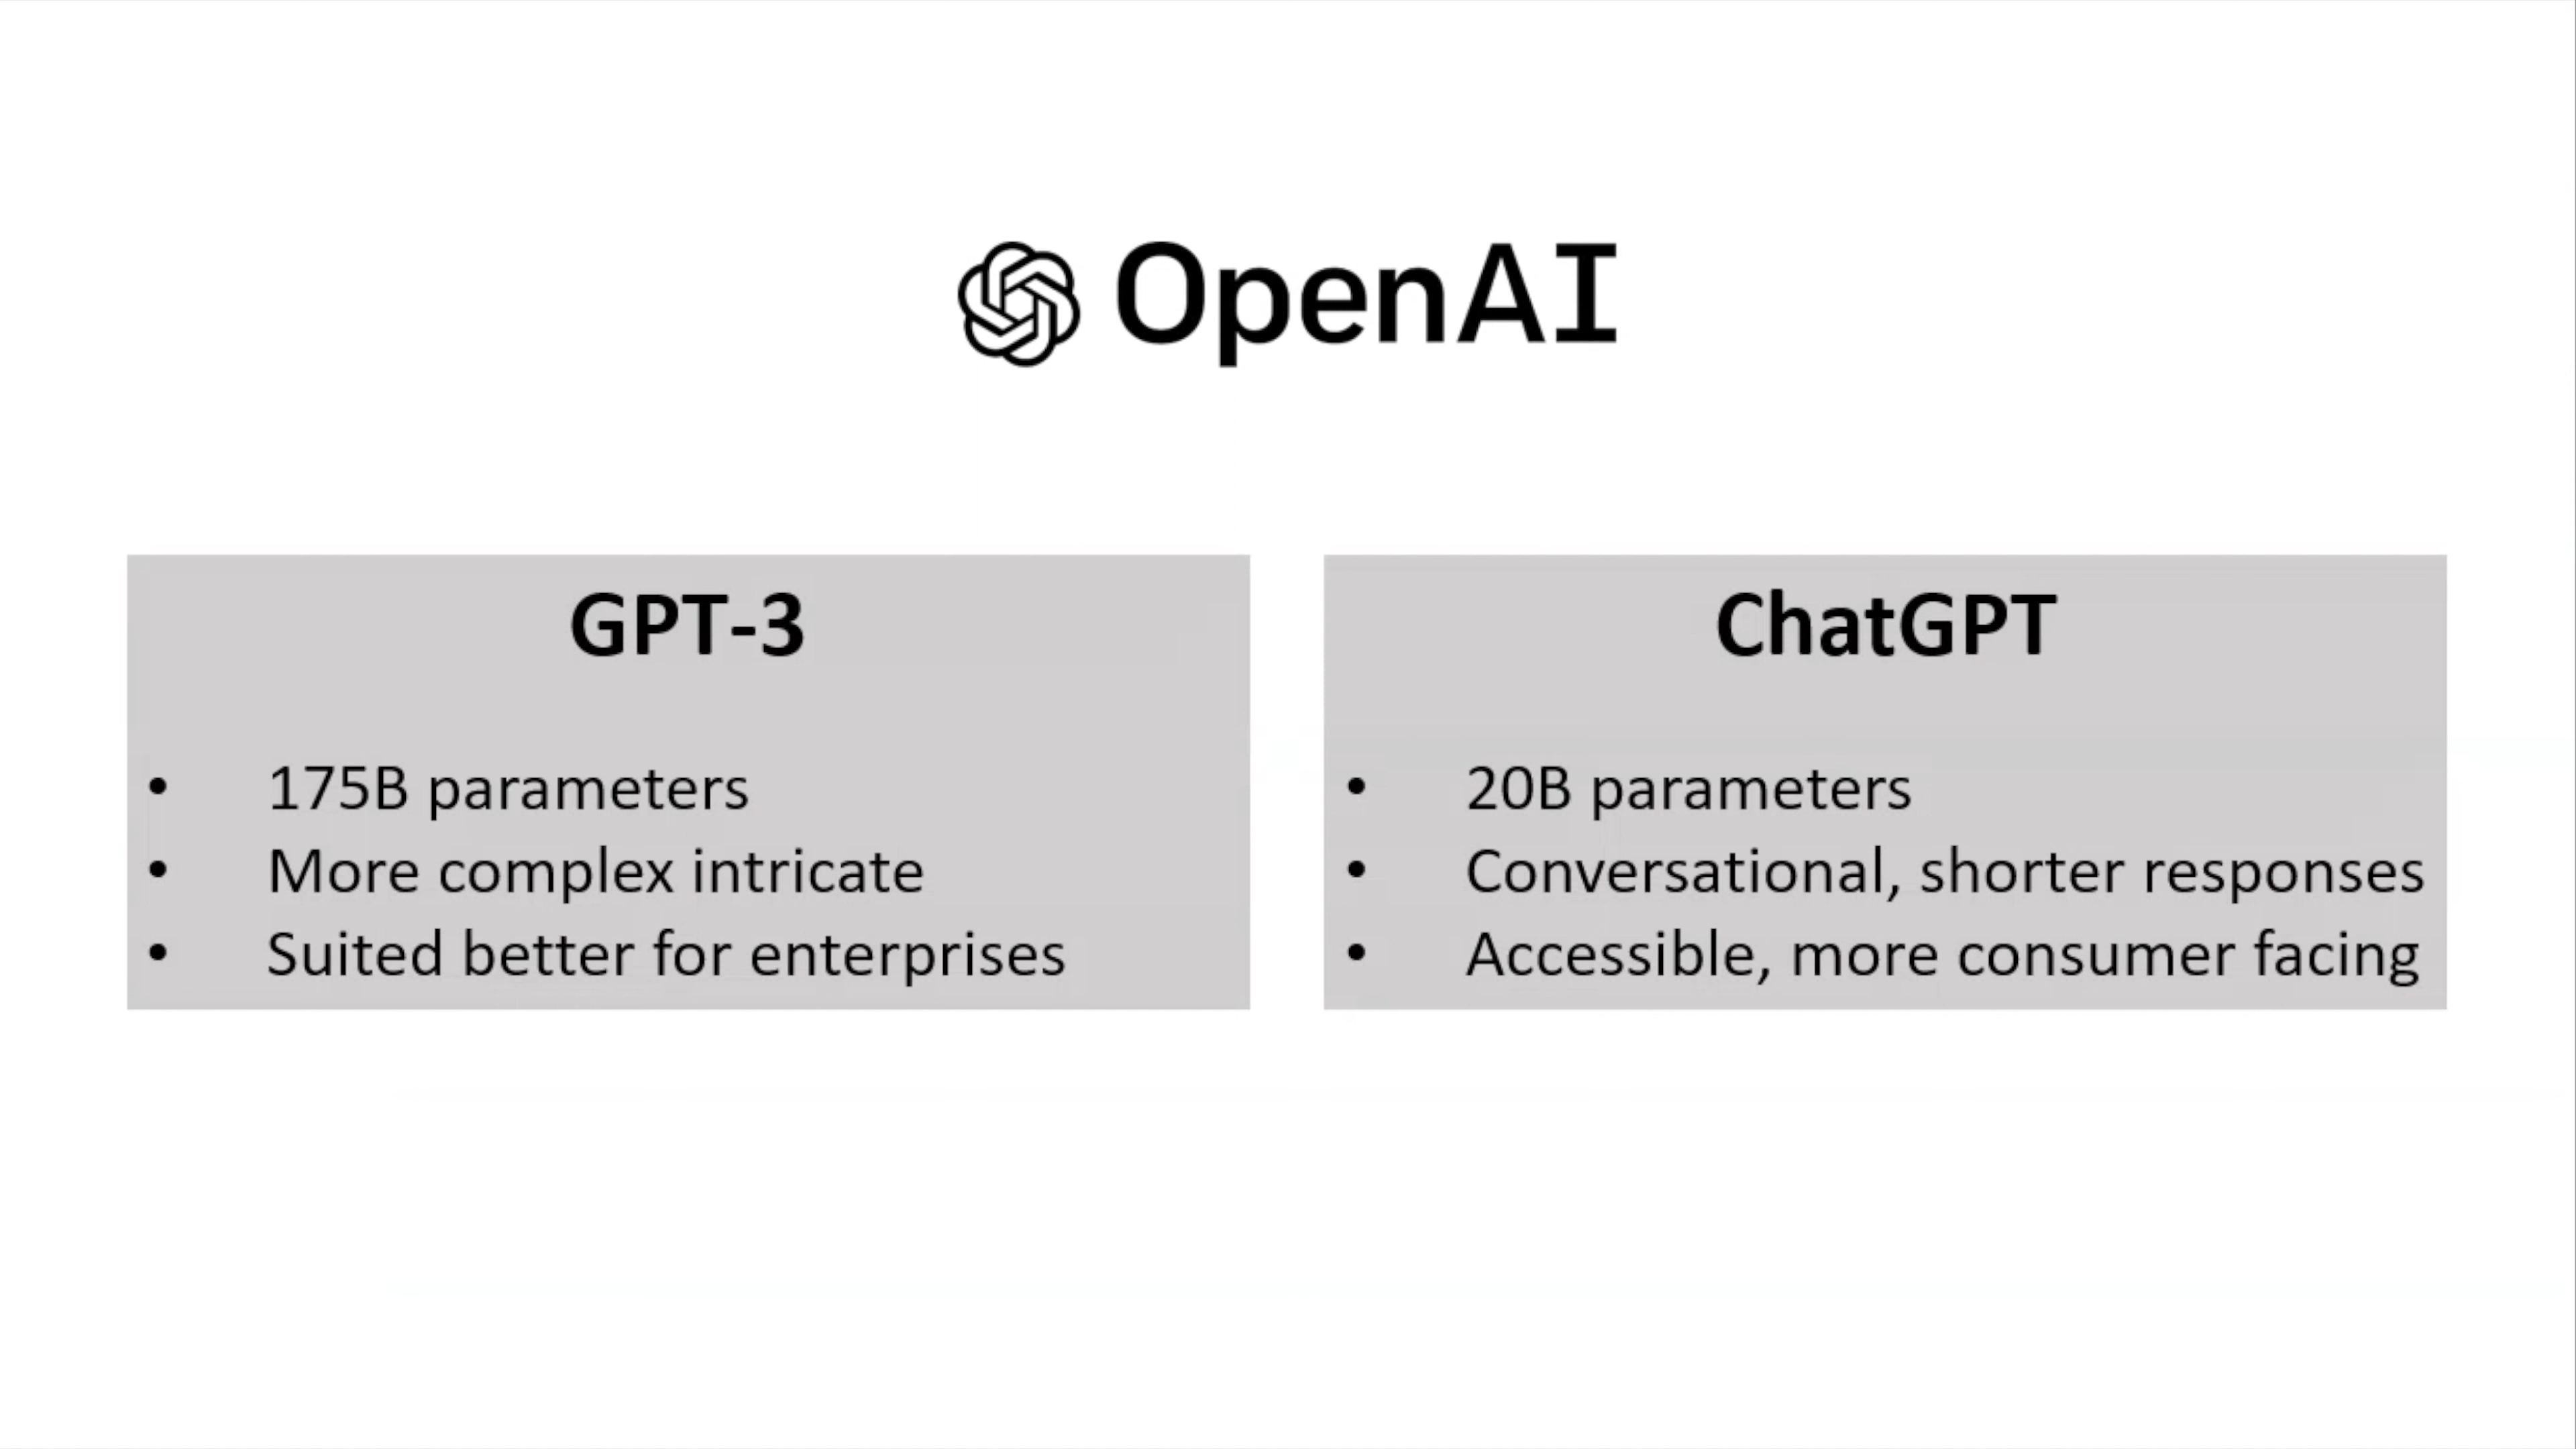 OpenAI
GPT-3
• 175B parameters
• More complex intricate
• Suited better for enterprises
ChatGPT
• 20B parameters
• Conversational, shorter responses
• Accessible, more consumer facing